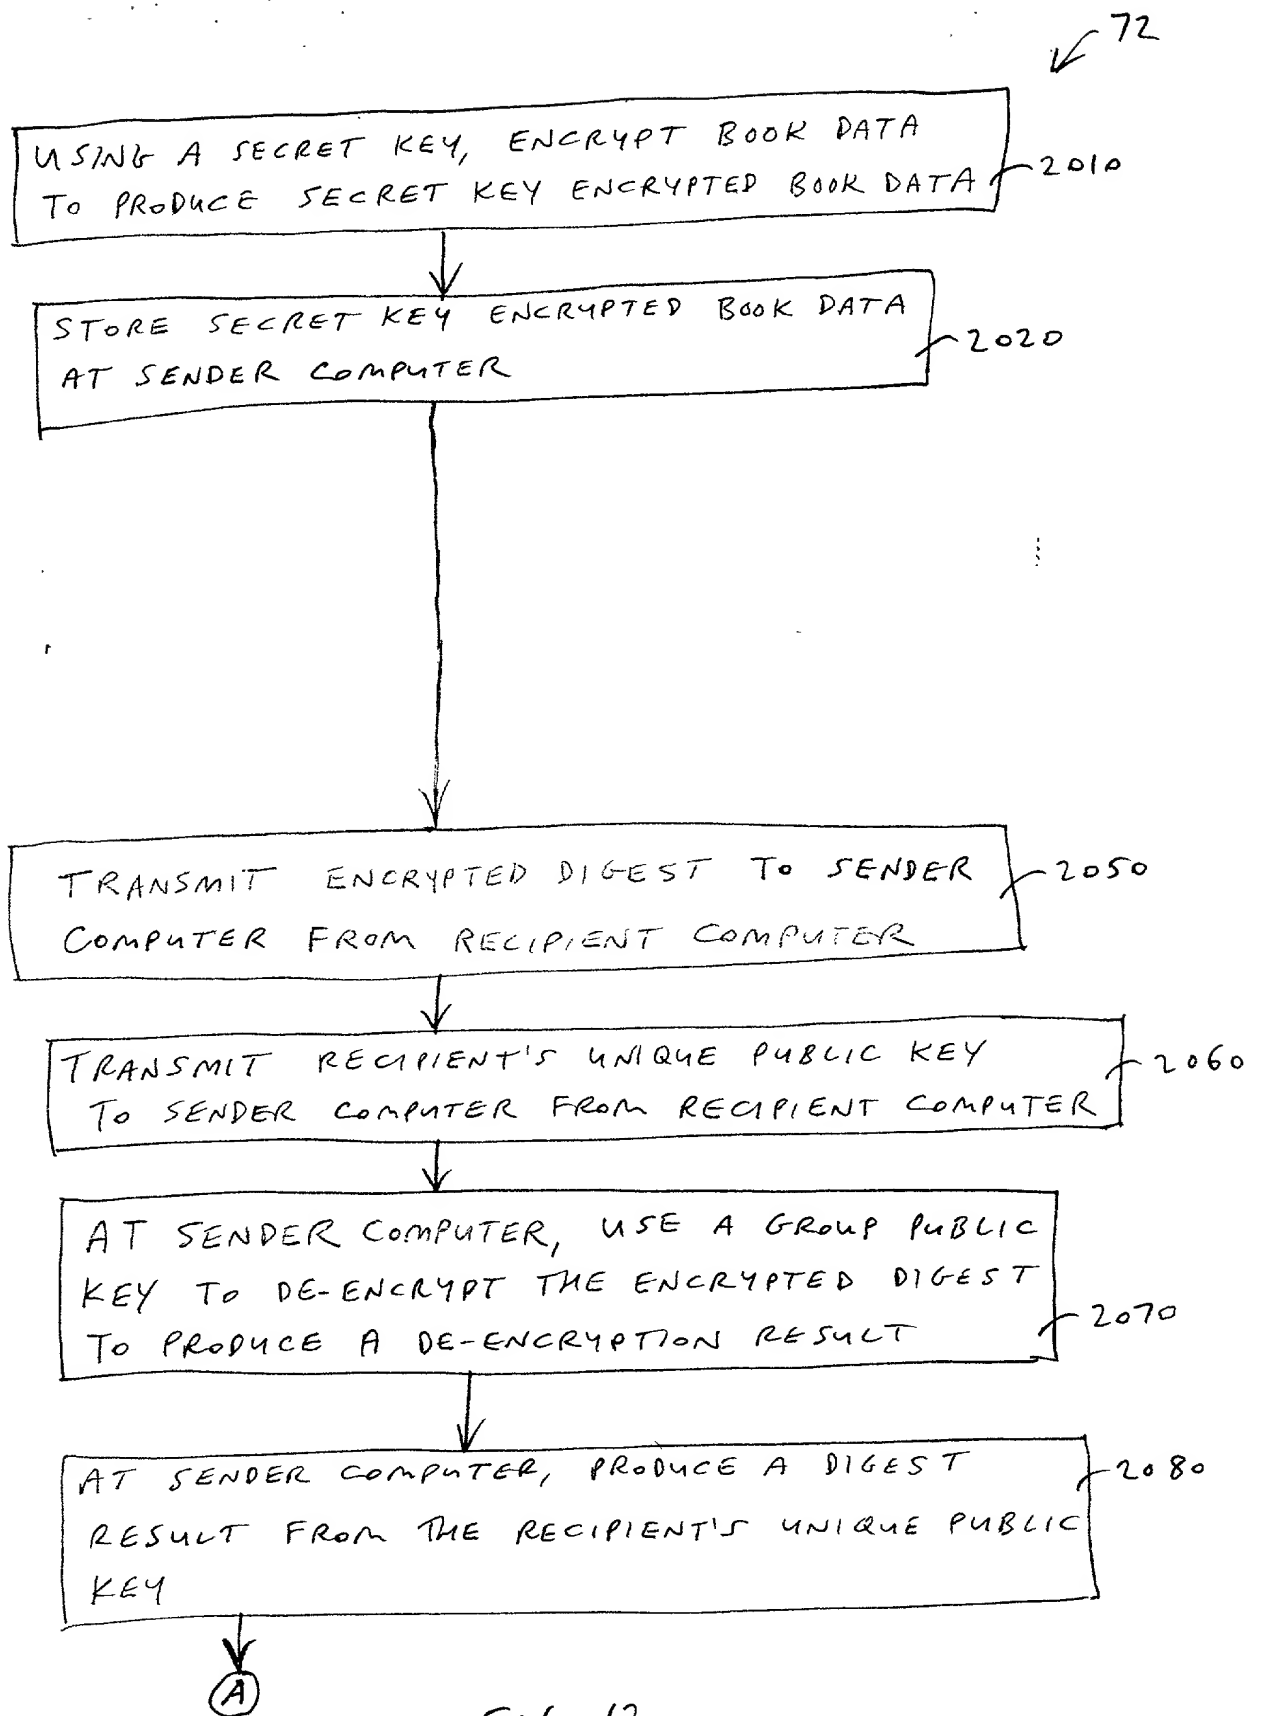 72
USING A SECRET KEY, ENCRYPT BOOK DATA
TO PRODUCE SECRET KEY ENCRYPTED BOOK DATA
2010
STORE SECRET KEY ENCRYPTED BOOK DATA
AT SENDER COMPUTER
2020
TRANSMIT ENCRYPTED DIGEST TO SENDER
COMPUTER FROM RECIPIENT COMPUTER
2050
TRANSMIT RECIPIENT'S UNIQUE PUBLIC KEY
TO SENDER COMPUTER FROM RECIPIENT COMPUTER
2060
AT SENDER COMPUTER, USE A GROUP PUBLIC
KEY TO DE-ENCRYPT THE ENCRYPTED DIGEST
TO PRODUCE A DE-ENCRYPTION RESULT
2070
AT SENDER COMPUTER, PRODUCE A DIGEST
RESULT FROM THE RECIPIENT'S UNIQUE PUBLIC
KEY
2080
A